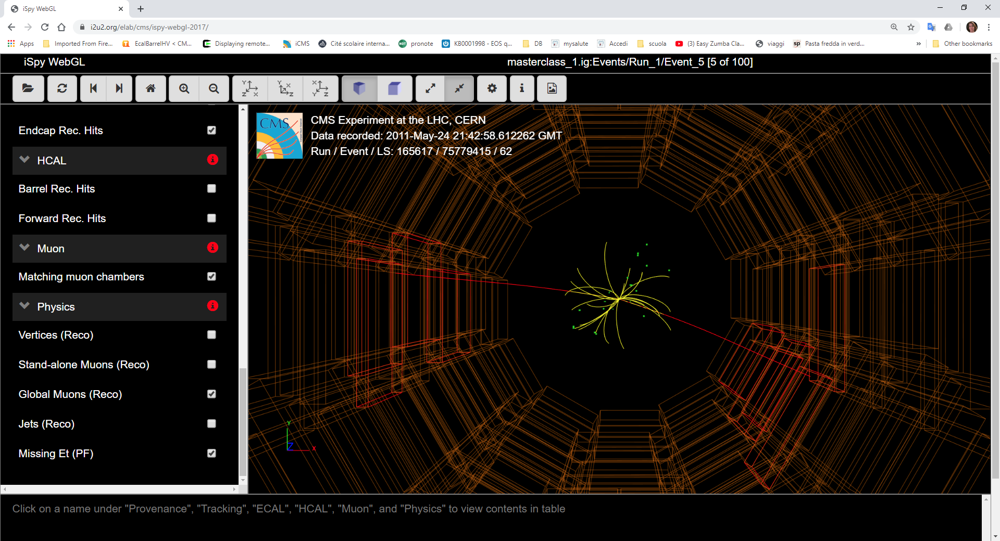 iSpy WebGL
i2u2.org/elab/cms/ispy-webgl-2017/
Apps Imported From Fire... EcalBarrelHV < CM... Displaying remote... iCMS Cité scolaire interna... NOT pronote KB0001998 - EOS q... DB mysalute Accedi scuola (3) Easy Zumba Cla... viaggi sp Pasta fredda in verd... » Other bookmarks
iSpy WebGL masterclass_1.ig:Events/Run_1/Event_5 [5 of 100]
Y Z X Y X Z X Y Z
CMS
CMS Experiment at the LHC, CERN
Data recorded: 2011-May-24 21:42:58.612262 GMT
Run / Event / LS: 165617 / 75779415 / 62
Endcap Rec. Hits
HCAL
Barrel Rec. Hits
Forward Rec. Hits
Muon
Matching muon chambers
Physics
Vertices (Reco)
Stand-alone Muons (Reco)
Global Muons (Reco)
Jets (Reco)
Missing Et (PF)
Y
Z X
Click on a name under "Provenance", "Tracking", "ECAL", "HCAL", "Muon", and "Physics" to view contents in table